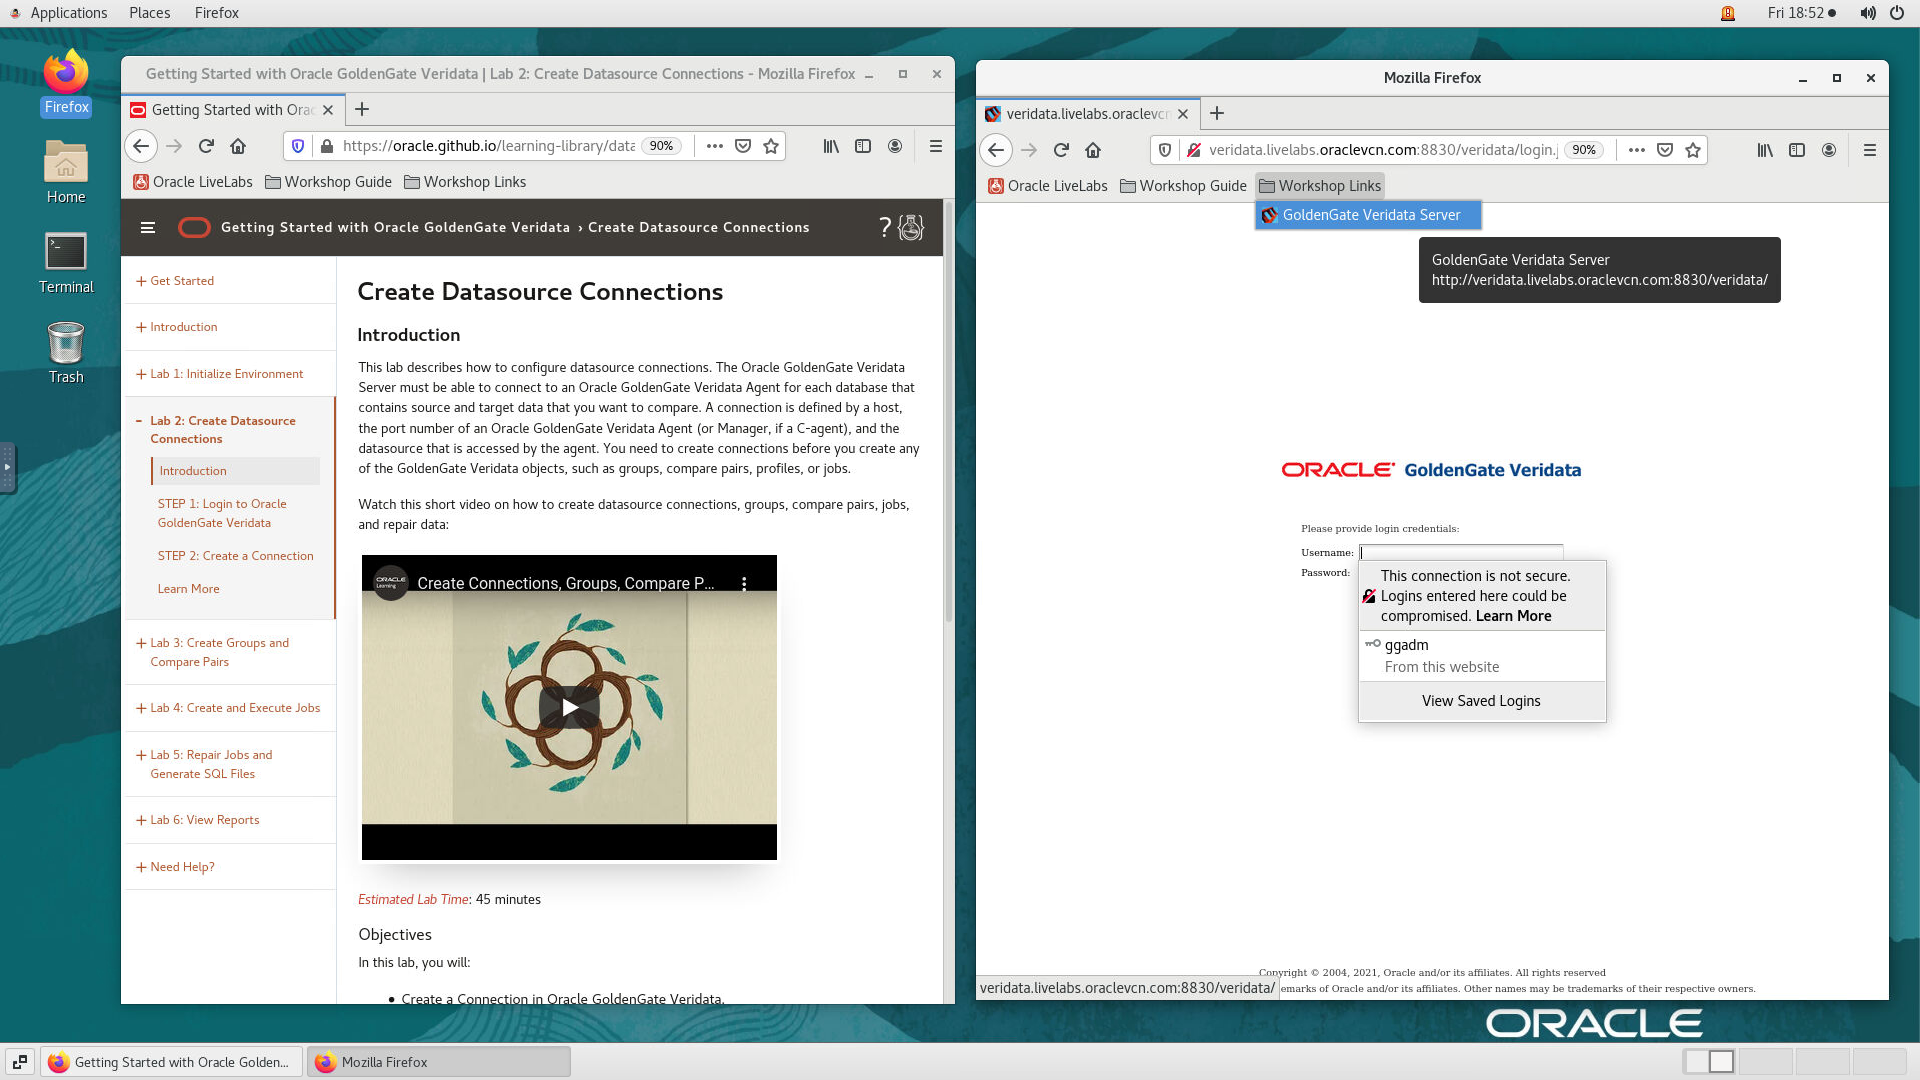 Applications Places Firefox
Fri 18:52
Firefox
Home
Terminal
Trash
Getting Started with Oracle GoldenGate Veridata | Lab 2: Create Datasource Connections - Mozilla Firefox
Getting Started with Orac
https://oracle.github.io/learning-library/data 90%
Oracle LiveLabs Workshop Guide Workshop Links
Getting Started with Oracle GoldenGate Veridata › Create Datasource Connections
?
+ Get Started
+ Introduction
+ Lab 1: Initialize Environment
- Lab 2: Create Datasource
Connections
Introduction
STEP 1: Login to Oracle
GoldenGate Veridata
STEP 2: Create a Connection
Learn More
+ Lab 3: Create Groups and
Compare Pairs
+ Lab 4: Create and Execute Jobs
+ Lab 5: Repair Jobs and
Generate SQL Files
+ Lab 6: View Reports
+ Need Help?
Create Datasource Connections
Introduction
This lab describes how to configure datasource connections. The Oracle GoldenGate Veridata
Server must be able to connect to an Oracle GoldenGate Veridata Agent for each database that
contains source and target data that you want to compare. A connection is defined by a host,
the port number of an Oracle GoldenGate Veridata Agent (or Manager, if a C-agent), and the
datasource that is accessed by the agent. You need to create connections before you create any
of the GoldenGate Veridata objects, such as groups, compare pairs, profiles, or jobs.
Watch this short video on how to create datasource connections, groups, compare pairs, jobs,
and repair data:
ORACLE
Learning
Create Connections, Groups, Compare P...
Estimated Lab Time: 45 minutes
Objectives
In this lab, you will:
• Create a Connection in Oracle GoldenGate Veridata.
Mozilla Firefox
veridata.livelabs.oraclevcn
veridata.livelabs.oraclevcn.com:8830/veridata/login.j 90%
Oracle LiveLabs Workshop Guide Workshop Links
GoldenGate Veridata Server
GoldenGate Veridata Server
http://veridata.livelabs.oraclevcn.com:8830/veridata/
ORACLE GoldenGate Veridata
Please provide login credentials:
Username:
Password:
This connection is not secure.
Logins entered here could be
compromised. Learn More
ggadm
From this website
View Saved Logins
Copyright © 2004, 2021, Oracle and/or its affiliates. All rights reserved
emarks of Oracle and/or its affiliates. Other names may be trademarks of their respective owners.
veridata.livelabs.oraclevcn.com:8830/veridata/
ORACLE
Getting Started with Oracle Golden...
Mozilla Firefox